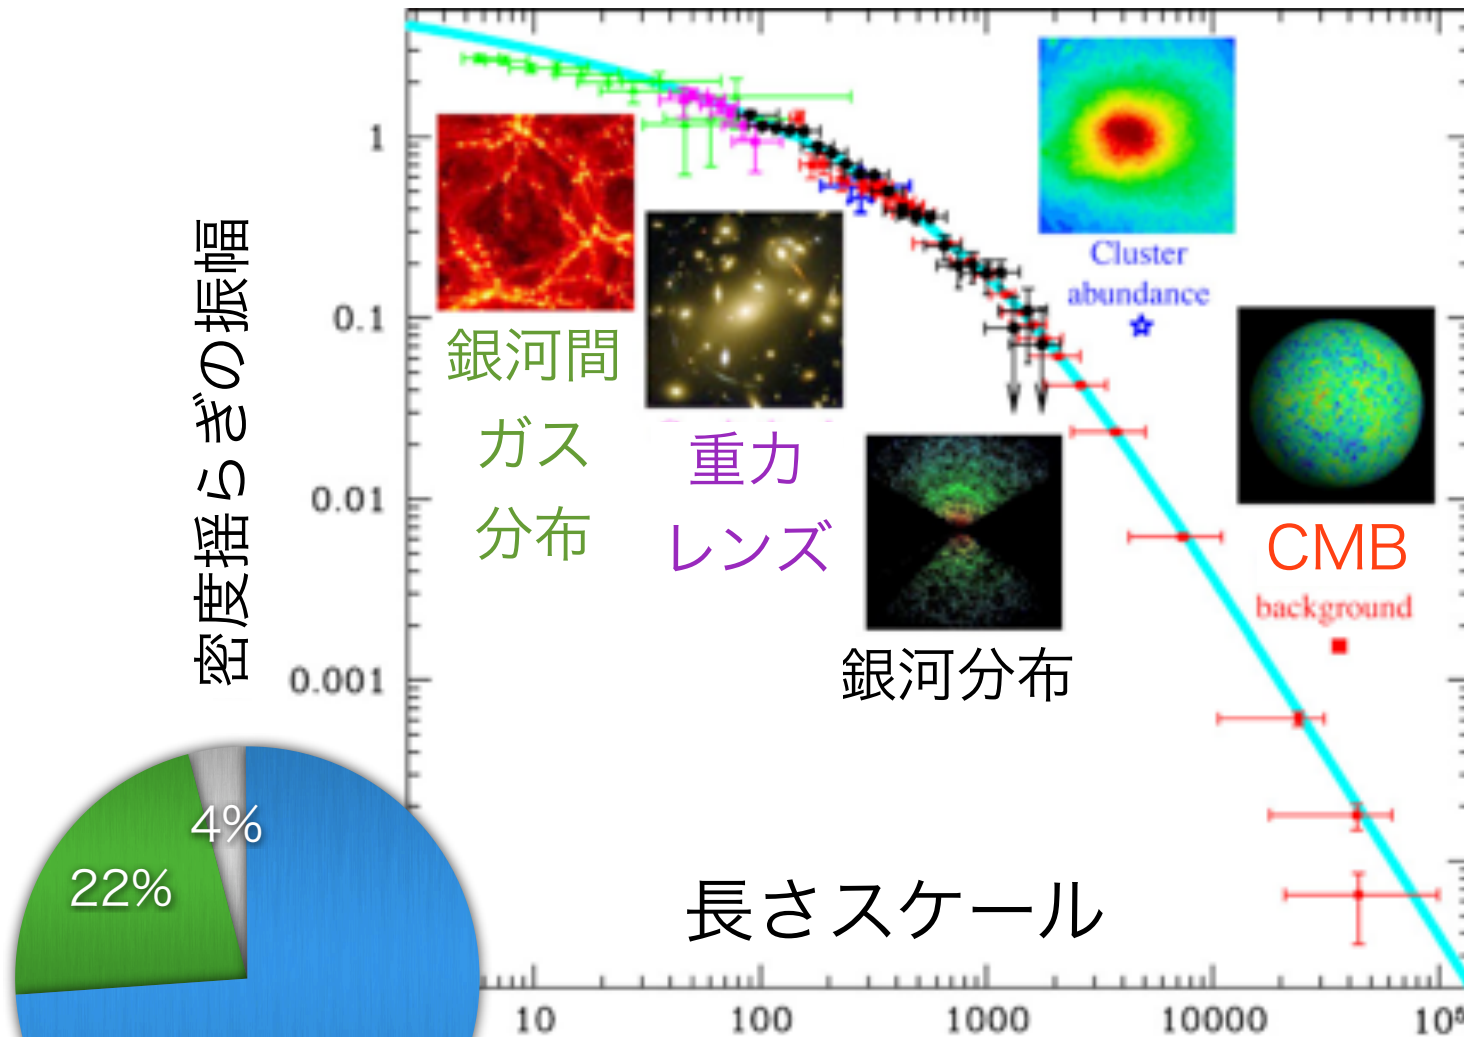 密度揺らぎの振幅
1
0.1
0.01
0.001
銀河間
ガス
分布
重力
レンズ
銀河分布
Cluster
abundance
CMB
background
4%
22%
長さスケール
10
100
1000
10000